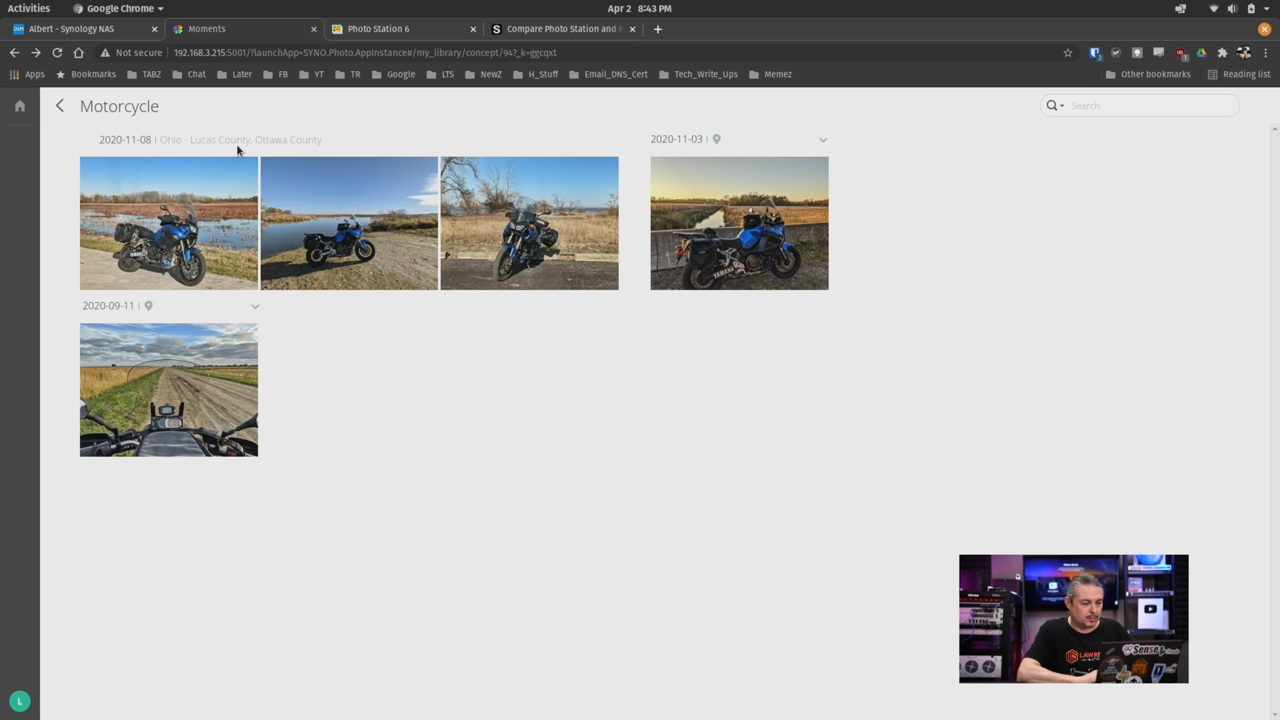 Activities
Google Chrome
Apr 2 8:43 PM
DSM Albert - Synology NAS
Moments
Photo Station 6
Compare Photo Station and M
Not secure
192.168.3.215:5001/?launchApp=SYNO.Photo.AppInstance#/my_library/concept/94?_k=ggcqxt
Apps Bookmarks TABZ Chat Later FB YT TR Google LTS NewZ H_Stuff Email_DNS_Cert Tech_Write_Ups Memez Other bookmarks Reading list
Motorcycle
Search
2020-11-08 | Ohio - Lucas County, Ottawa County
2020-11-03 |
YAMAHA
2020-09-11 |
LAWRE
Sense
L